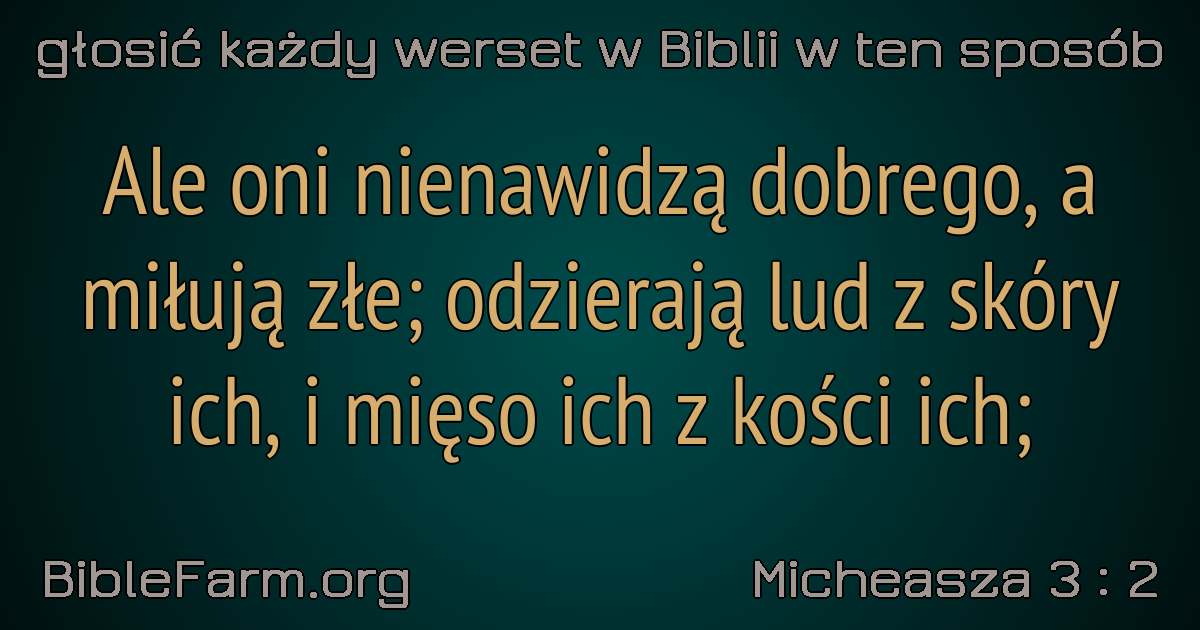 głosić każdy werset w Biblii w ten sposób
Ale oni nienawidzą dobrego, a
miłują złe; odzierają lud z skóry
ich, i mięso ich z kości ich;
BibleFarm.org
Micheasza 3 : 2